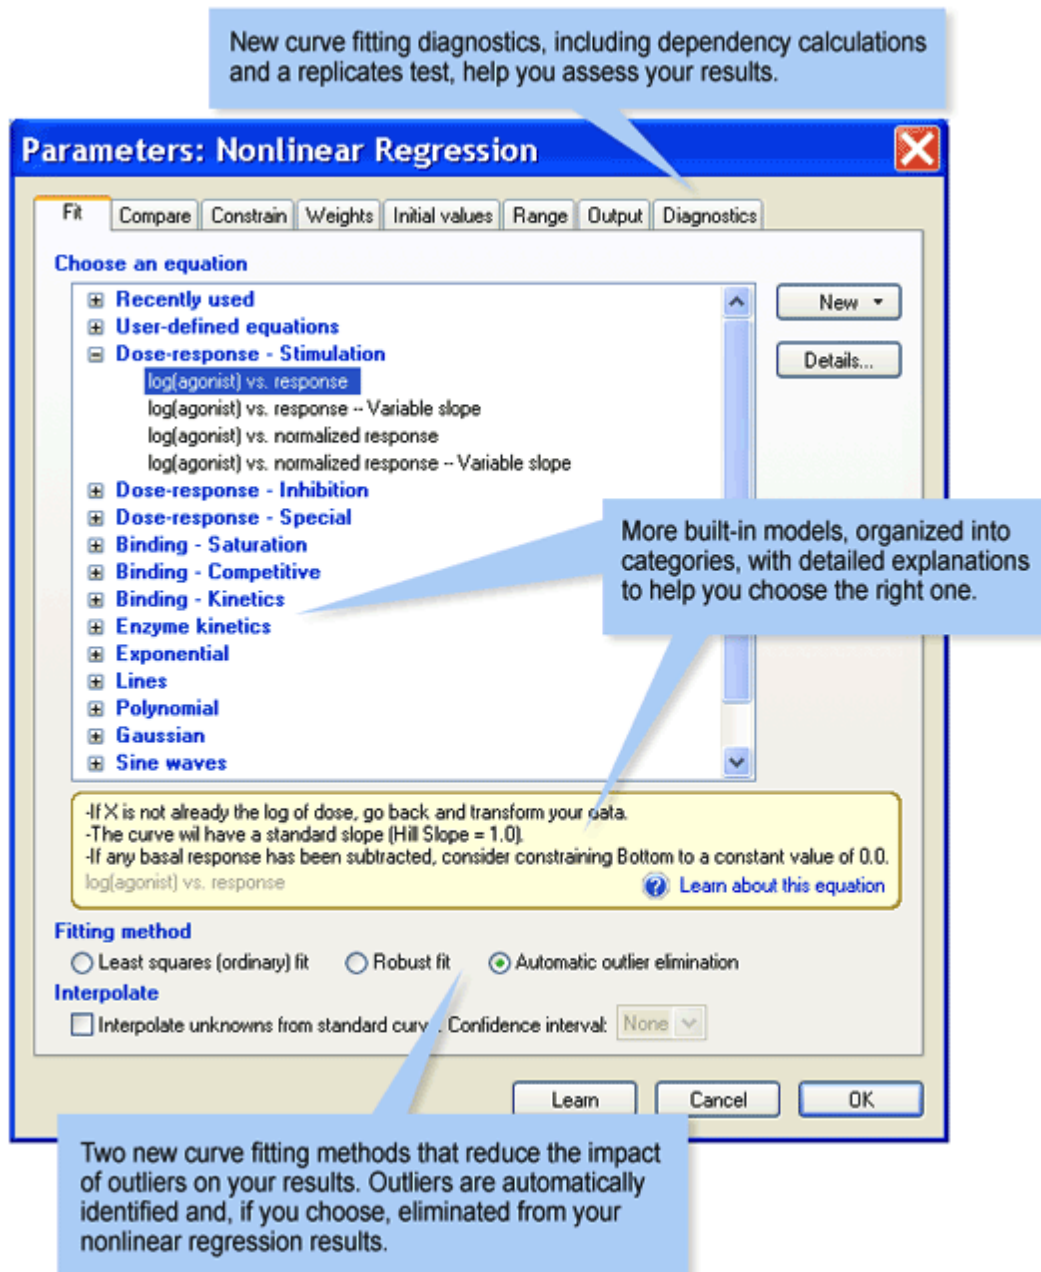 New curve fitting diagnostics, including dependency calculations
and a replicates test, help you assess your results.
Parameters: Nonlinear Regression
Fit Compare Constrain Weights Initial values Range Output Diagnostics
Choose an equation
Recently used
User-defined equations
Dose-response - Stimulation
log(agonist) vs. response
log(agonist) vs. response -- Variable slope
log(agonist) vs. normalized response
log(agonist) vs. normalized response -- Variable slope
Dose-response - Inhibition
Dose-response - Special
Binding - Saturation
Binding - Competitive
Binding - Kinetics
Enzyme kinetics
Exponential
Lines
Polynomial
Gaussian
Sine waves
New
Details...
More built-in models, organized into
categories, with detailed explanations
to help you choose the right one.
-If X is not already the log of dose, go back and transform your data.
-The curve wil have a standard slope (Hill Slope = 1.0).
-If any basal response has been subtracted, consider constraining Bottom to a constant value of 0.0.
log(agonist) vs. response
Learn about this equation
Fitting method
Least squares (ordinary) fit Robust fit Automatic outlier elimination
Interpolate
Interpolate unknowns from standard curve. Confidence interval: None
Learn Cancel OK
Two new curve fitting methods that reduce the impact
of outliers on your results. Outliers are automatically
identified and, if you choose, eliminated from your
nonlinear regression results.